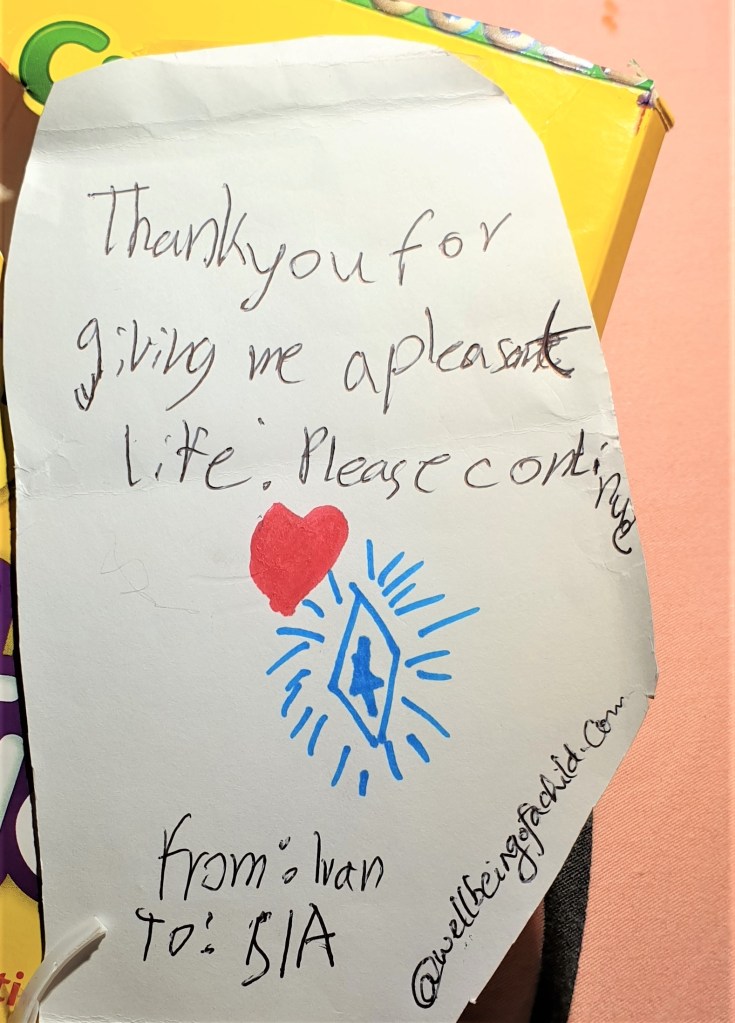 Thank you for
giving me a pleasant
life. Please continue
from: Ivan
To: BIA
@wellbeingofachild.com